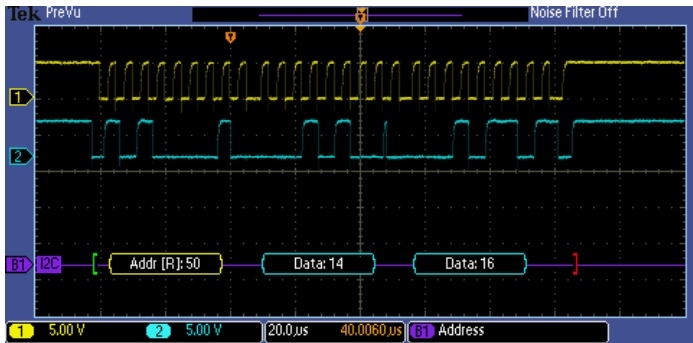 Tek PreVu Noise Filter Off
T
T
1
2
B1 I2C [ Addr [R]: 50 Data: 14 Data: 16 ]
1 5.00 V 2 5.00 V 20.0µs 40.0060µs B1 Address